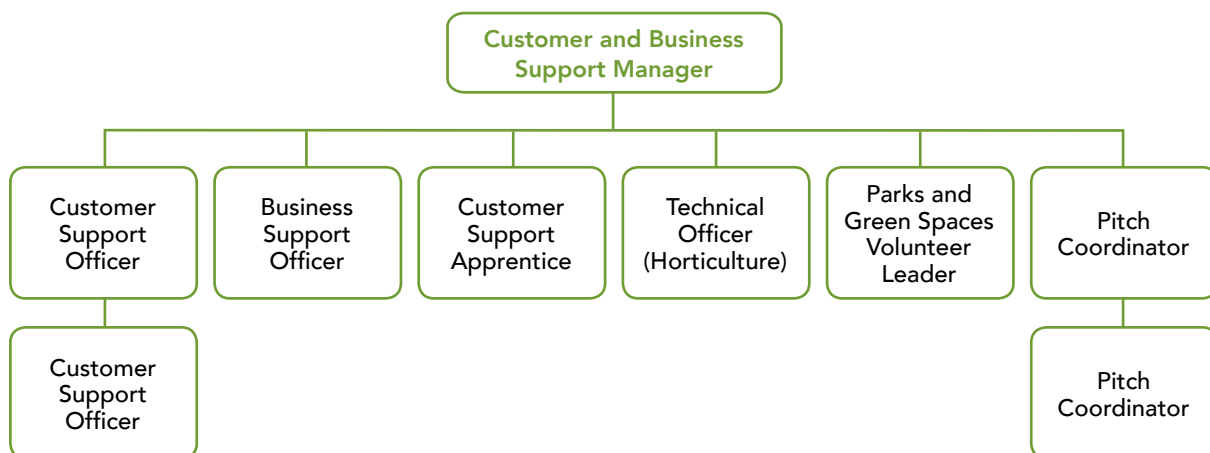 Customer and Business
Support Manager
Customer
Support
Officer
Business
Support
Officer
Customer
Support
Apprentice
Technical
Officer
(Horticulture)
Parks and
Green Spaces
Volunteer
Leader
Pitch
Coordinator
Customer
Support
Officer
Pitch
Coordinator